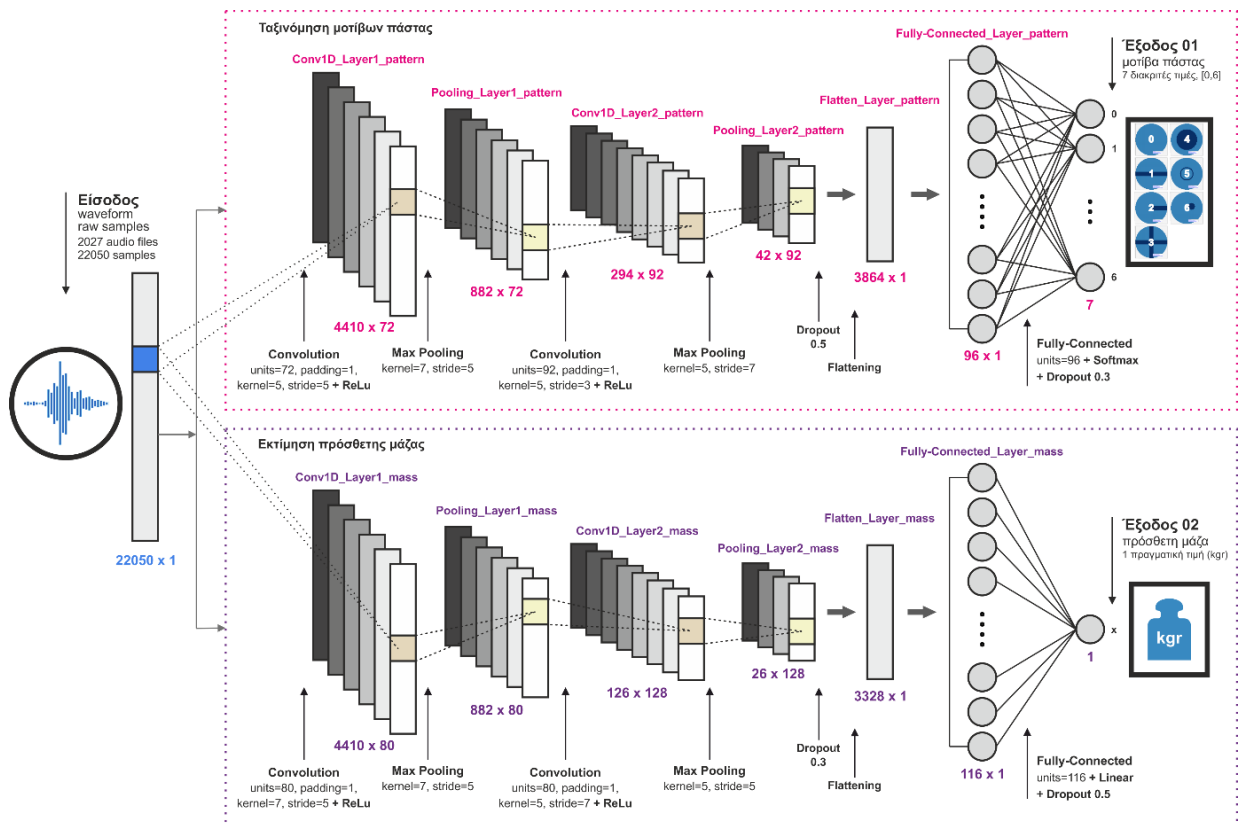 Είσοδος
waveform
raw samples
2027 audio files
22050 samples
22050 x 1
Ταξινόμηση μοτίβων πάστας
Conv1D_Layer1_pattern
Pooling_Layer1_pattern
Conv1D_Layer2_pattern
Pooling_Layer2_pattern
Flatten_Layer_pattern
Fully-Connected_Layer_pattern
4410 x 72
882 x 72
294 x 92
42 x 92
3864 x 1
96 x 1
7
Convolution
units=72, padding=1,
kernel=5, stride=5 + ReLu
Max Pooling
kernel=7, stride=5
Convolution
units=92, padding=1,
kernel=5, stride=3 + ReLu
Max Pooling
kernel=5, stride=7
Dropout
0.5
Flattening
Fully-Connected
units=96 + Softmax
+ Dropout 0.3
Έξοδος 01
μοτίβα πάστας
7 διακριτές τιμές, [0,6]
0
1
6
0
4
1
5
2
6
3
Εκτίμηση πρόσθετης μάζας
Conv1D_Layer1_mass
Pooling_Layer1_mass
Conv1D_Layer2_mass
Pooling_Layer2_mass
Flatten_Layer_mass
Fully-Connected_Layer_mass
4410 x 80
882 x 80
126 x 128
26 x 128
3328 x 1
116 x 1
1
Convolution
units=80, padding=1,
kernel=7, stride=5 + ReLu
Max Pooling
kernel=7, stride=5
Convolution
units=80, padding=1,
kernel=5, stride=7 + ReLu
Max Pooling
kernel=5, stride=5
Dropout
0.3
Flattening
Fully-Connected
units=116 + Linear
+ Dropout 0.5
Έξοδος 02
πρόσθετη μάζα
1 πραγματική τιμή (kgr)
x
kgr